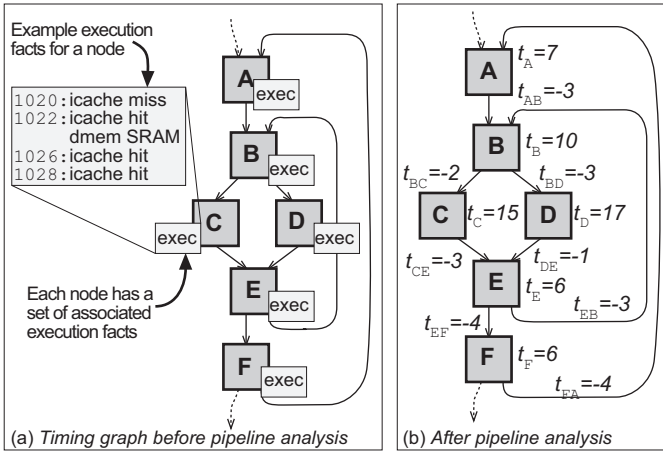 Example execution
facts for a node
1020:icache miss
1022:icache hit
dmem SRAM
1026:icache hit
1028:icache hit
A
exec
B
exec
C
exec
D
exec
E
exec
F
exec
Each node has a
set of associated
execution facts
(a) Timing graph before pipeline analysis
A
t_A=7
t_AB=-3
B
t_B=10
t_BC=-2
t_BD=-3
C
t_C=15
D
t_D=17
t_CE=-3
t_DE=-1
E
t_E=6
t_EB=-3
t_EF=-4
F
t_F=6
t_FA=-4
(b) After pipeline analysis